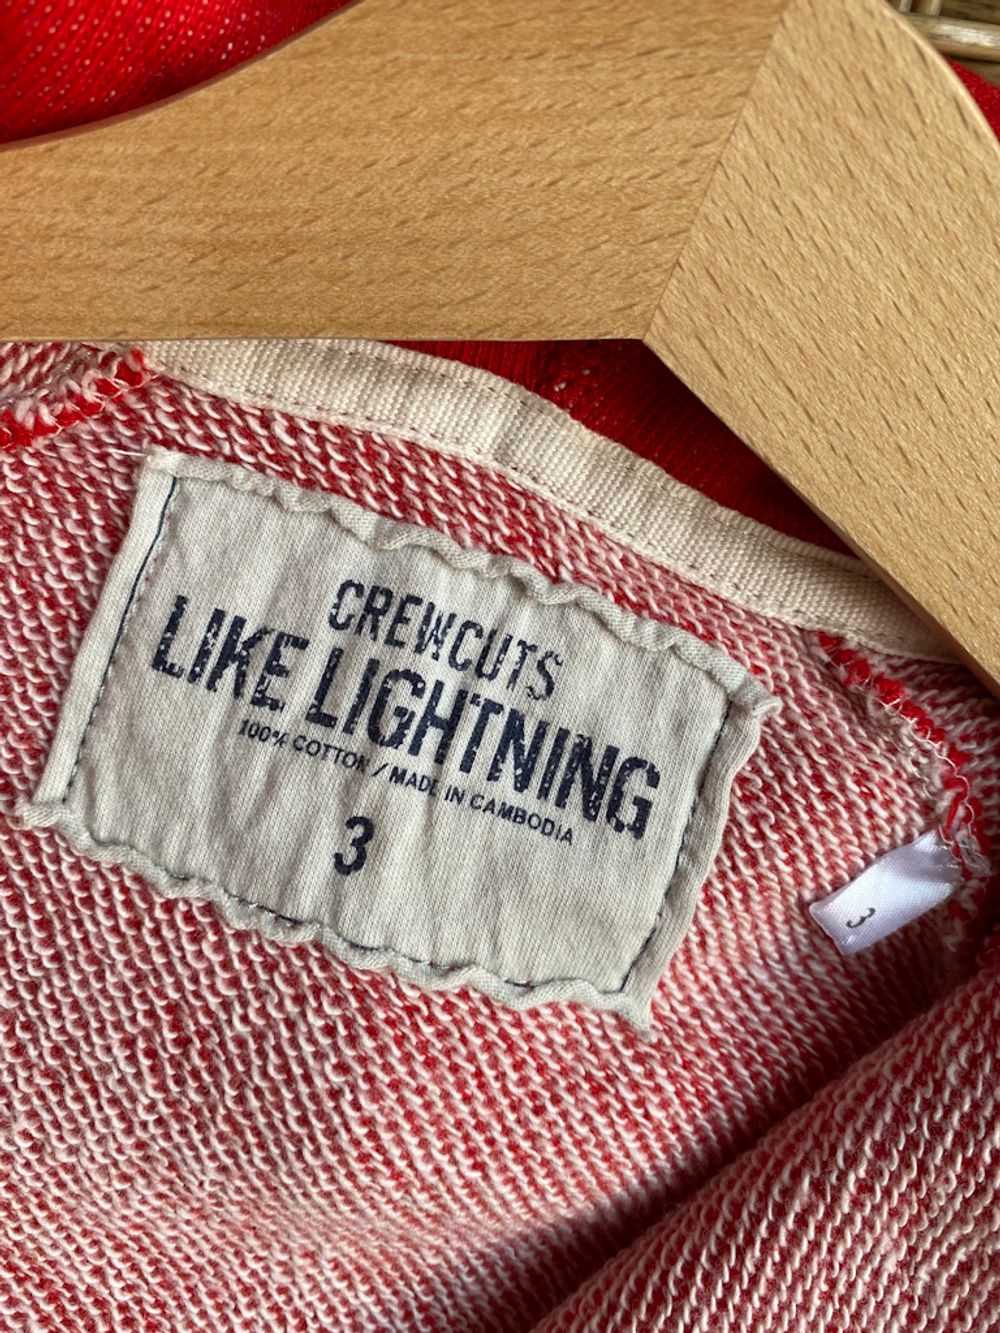 CREWCUTS
LIKE LIGHTNING
100% COTTON / MADE IN CAMBODIA
3
3